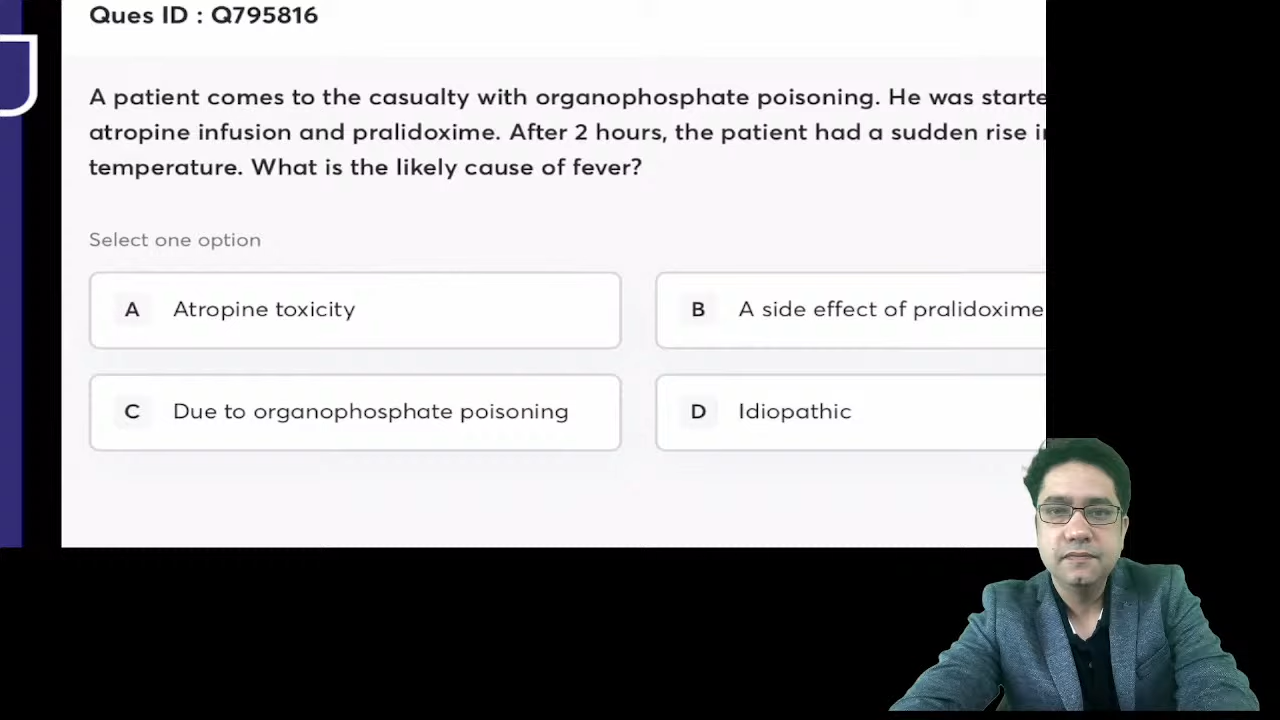 Ques ID : Q795816
A patient comes to the casualty with organophosphate poisoning. He was starte
atropine infusion and pralidoxime. After 2 hours, the patient had a sudden rise i
temperature. What is the likely cause of fever?
Select one option
A Atropine toxicity
B A side effect of pralidoxime
C Due to organophosphate poisoning
D Idiopathic